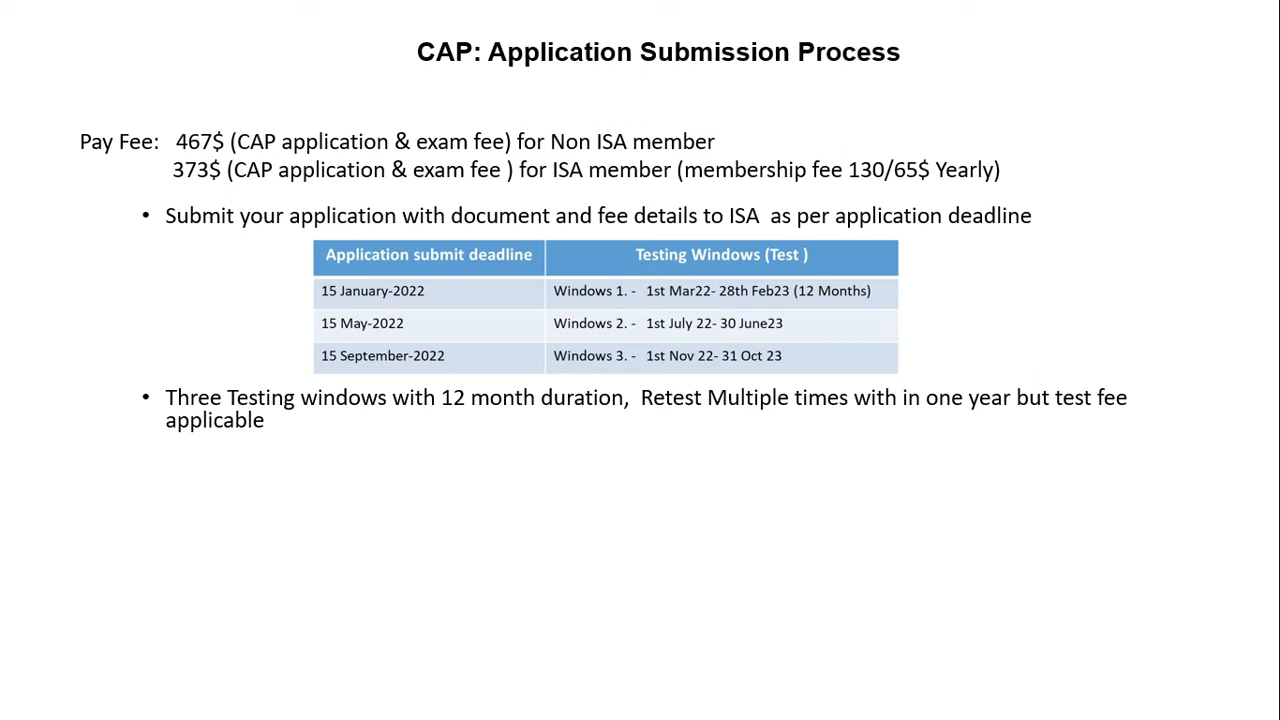 CAP: Application Submission Process
Pay Fee: 467$ (CAP application & exam fee) for Non ISA member
373$ (CAP application & exam fee ) for ISA member (membership fee 130/65$ Yearly)
• Submit your application with document and fee details to ISA as per application deadline
Application submit deadline Testing Windows (Test )
15 January-2022 Windows 1. - 1st Mar22- 28th Feb23 (12 Months)
15 May-2022 Windows 2. - 1st July 22- 30 June23
15 September-2022 Windows 3. - 1st Nov 22- 31 Oct 23
• Three Testing windows with 12 month duration, Retest Multiple times with in one year but test fee
applicable